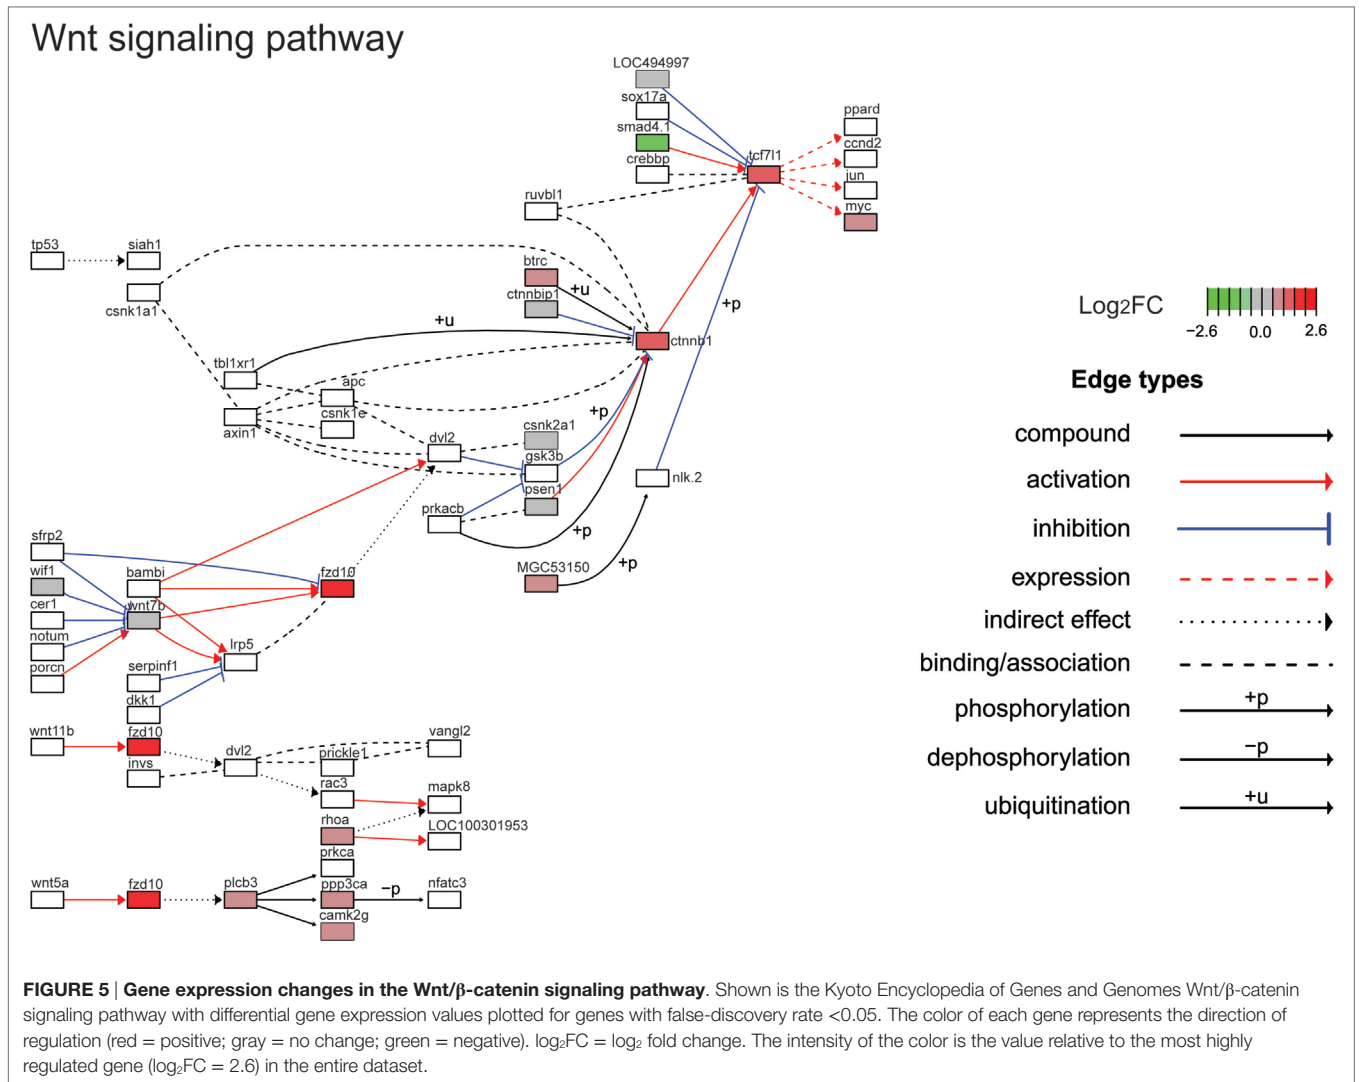 Wnt signaling pathway
LOC494997
sox17a
smad4.1
crebbp
tcf7l1
ppard
ccnd2
jun
myc
ruvbl1
tp53
siah1
csnk1a1
btrc
+u
ctnnbip1
+p
ctnnb1
+u
tbl1xr1
apc
axin1
csnk1e
dvl2
csnk2a1
+p
gsk3b
psen1
nlk.2
prkacb
+p
MGC53150
+p
sfrp2
wif1
cer1
notum
porcn
bambi
wnt7b
fzd10
lrp5
serpinf1
dkk1
wnt11b
fzd10
invs
dvl2
prickle1
vangl2
rac3
mapk8
rhoa
LOC100301953
prkca
wnt5a
fzd10
plcb3
ppp3ca
−p
nfatc3
camk2g
Log2FC
−2.6 0.0 2.6
Edge types
compound
activation
inhibition
expression
indirect effect
binding/association
phosphorylation +p
dephosphorylation −p
ubiquitination +u
FIGURE 5 | Gene expression changes in the Wnt/β-catenin signaling pathway. Shown is the Kyoto Encyclopedia of Genes and Genomes Wnt/β-catenin
signaling pathway with differential gene expression values plotted for genes with false-discovery rate <0.05. The color of each gene represents the direction of
regulation (red = positive; gray = no change; green = negative). log2FC = log2 fold change. The intensity of the color is the value relative to the most highly
regulated gene (log2FC = 2.6) in the entire dataset.